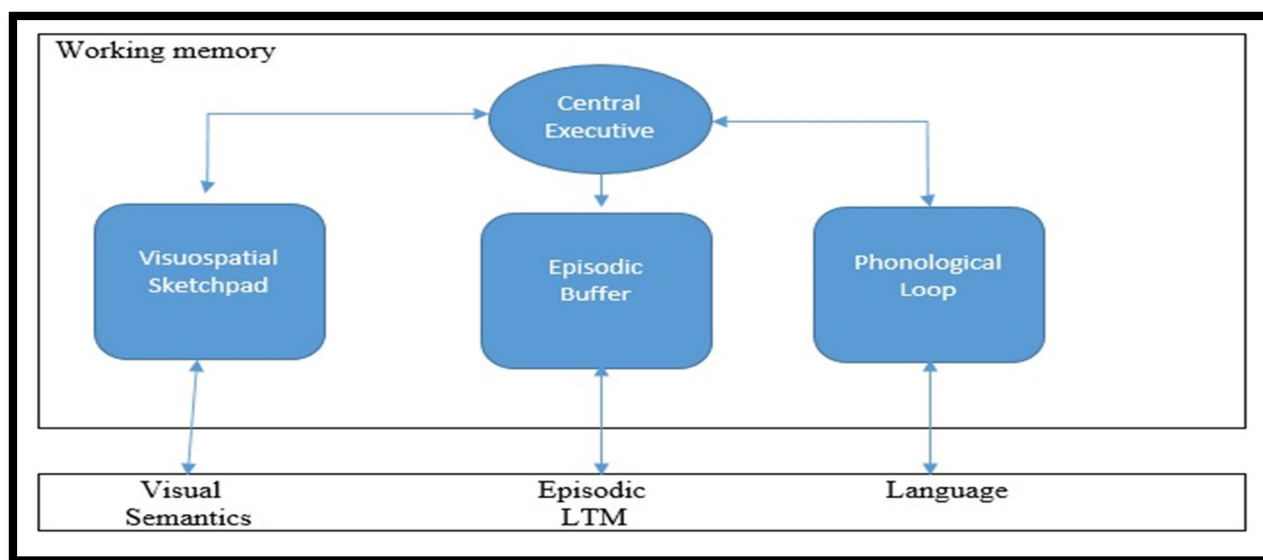 Working memory
Central
Executive
Visuospatial
Sketchpad
Episodic
Buffer
Phonological
Loop
Visual
Semantics
Episodic
LTM
Language